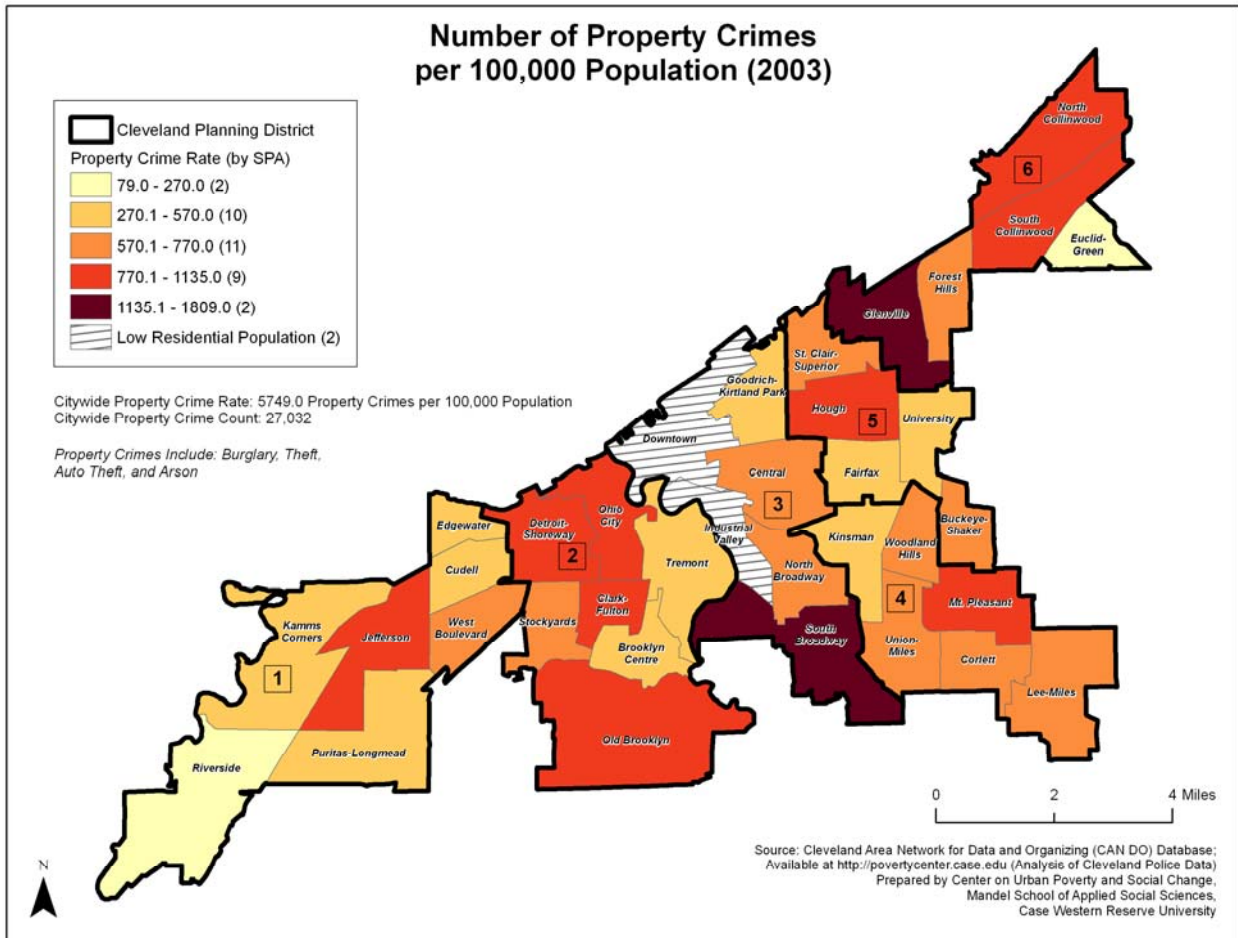 Number of Property Crimes
per 100,000 Population (2003)
Cleveland Planning District
Property Crime Rate (by SPA)
79.0 - 270.0 (2)
270.1 - 570.0 (10)
570.1 - 770.0 (11)
770.1 - 1135.0 (9)
1135.1 - 1809.0 (2)
Low Residential Population (2)
Citywide Property Crime Rate: 5749.0 Property Crimes per 100,000 Population
Citywide Property Crime Count: 27,032
Property Crimes Include: Burglary, Theft,
Auto Theft, and Arson
North
Collinwood
6
South
Collinwood
Euclid-
Green
Forest
Hills
Glenville
St. Clair-
Superior
Goodrich-
Kirtland Park
Hough
5
University
Downtown
Fairfax
Central
3
Edgewater
Detroit-
Shoreway
Ohio
City
2
Industrial
Valley
Kinsman
Woodland
Hills
Buckeye-
Shaker
Cudell
Tremont
North
Broadway
4
Mt. Pleasant
Kamms
Corners
Jefferson
West
Boulevard
Stockyards
Clark-
Fulton
Brooklyn
Centre
South
Broadway
Union-
Miles
Corlett
Lee-Miles
1
Riverside
Puritas-Longmead
Old Brooklyn
0 2 4 Miles
N
Source: Cleveland Area Network for Data and Organizing (CAN DO) Database;
Available at http://povertycenter.case.edu (Analysis of Cleveland Police Data)
Prepared by Center on Urban Poverty and Social Change,
Mandel School of Applied Social Sciences,
Case Western Reserve University